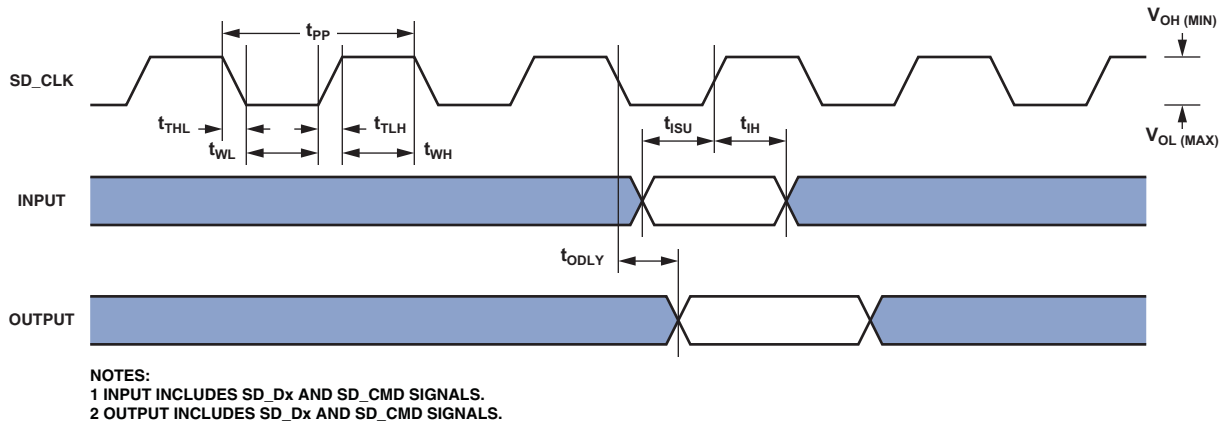 tPP
VOH (MIN)
SD_CLK
tTHL
tTLH
tISU
tIH
tWL
tWH
VOL (MAX)
INPUT
tODLY
OUTPUT
NOTES:
1 INPUT INCLUDES SD_Dx AND SD_CMD SIGNALS.
2 OUTPUT INCLUDES SD_Dx AND SD_CMD SIGNALS.